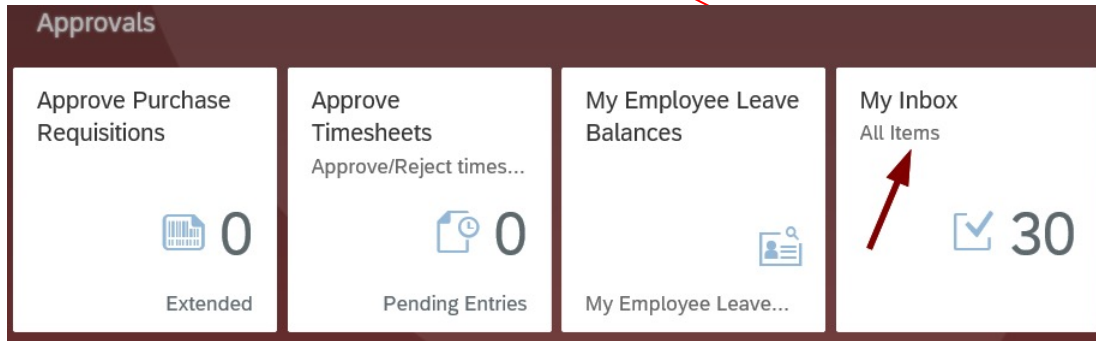 Approvals
Approve Purchase
Requisitions
0
Extended
Approve
Timesheets
Approve/Reject times...
0
Pending Entries
My Employee Leave
Balances
My Employee Leave...
My Inbox
All Items
30